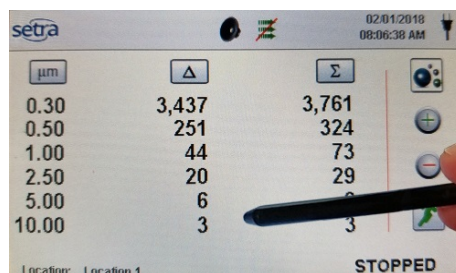 setra
02/01/2018
08:06:38 AM
µm Δ Σ
0.30 3,437 3,761
0.50 251 324
1.00 44 73
2.50 20 29
5.00 6
10.00 3 3
Location: Location 1
STOPPED